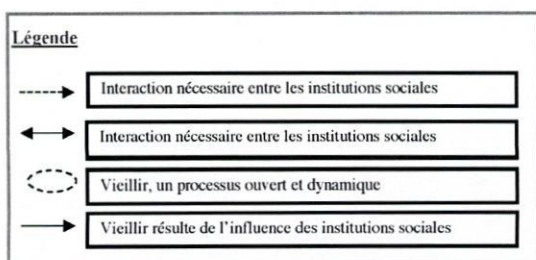 Légende
Interaction nécessaire entre les institutions sociales
Interaction nécessaire entre les institutions sociales
Vieillir, un processus ouvert et dynamique
Vieillir résulte de l'influence des institutions sociales